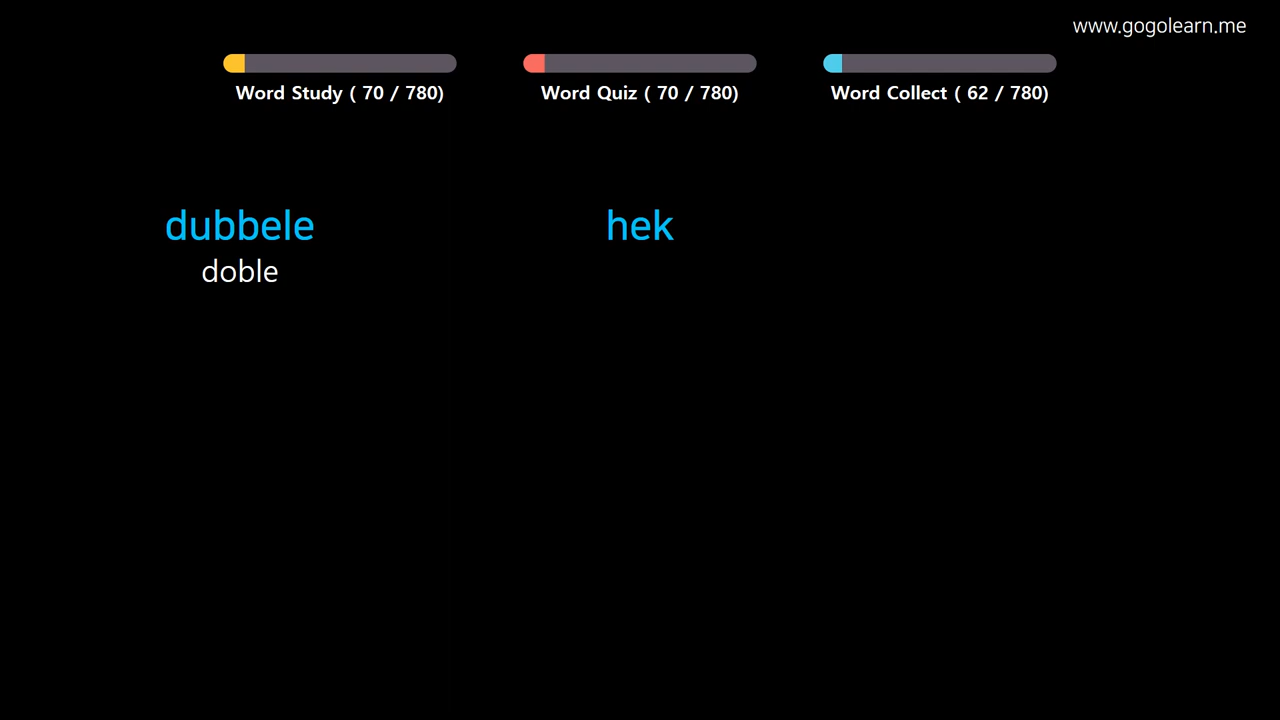 www.gogolearn.me
Word Study ( 70 / 780)
Word Quiz ( 70 / 780)
Word Collect ( 62 / 780)
dubbele
doble
hek